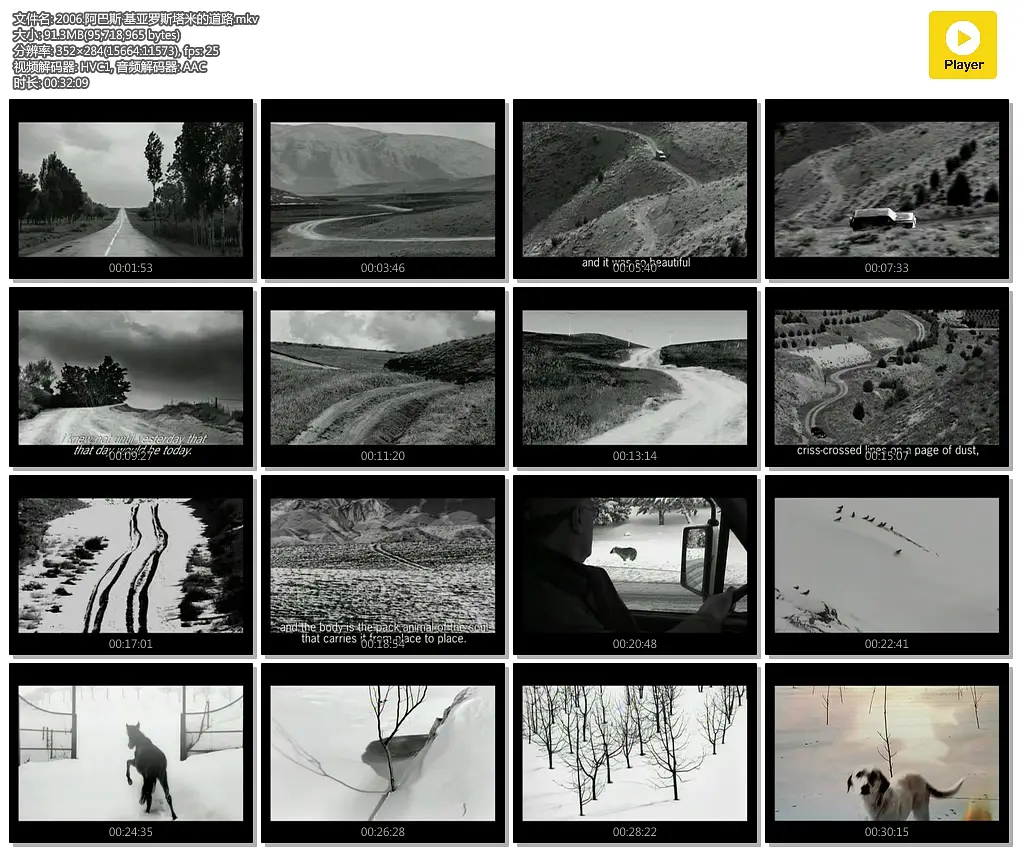 文件名: 2006.阿巴斯.基亚罗斯塔米的道路.mkv
大小: 91.3MB(95,718,965 bytes)
分辨率: 352×284(15664:11573), fps: 25
视频解码器: HVC1, 音频解码器: AAC
时长: 00:32:09
Player
00:01:53
00:03:46
and it was so beautiful
00:05:40
00:07:33
I knew not until yesterday that
that day would be today.
00:09:27
00:11:20
00:13:14
criss-crossed lines on a page of dust,
00:15:07
00:17:01
and the body is the pack animal of the soul
that carries it from place to place.
00:18:54
00:20:48
00:22:41
00:24:35
00:26:28
00:28:22
00:30:15